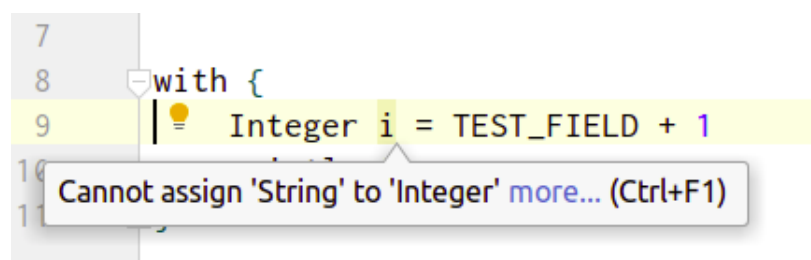 7
8 with {
9 Integer i = TEST_FIELD + 1
Cannot assign 'String' to 'Integer' more... (Ctrl+F1)